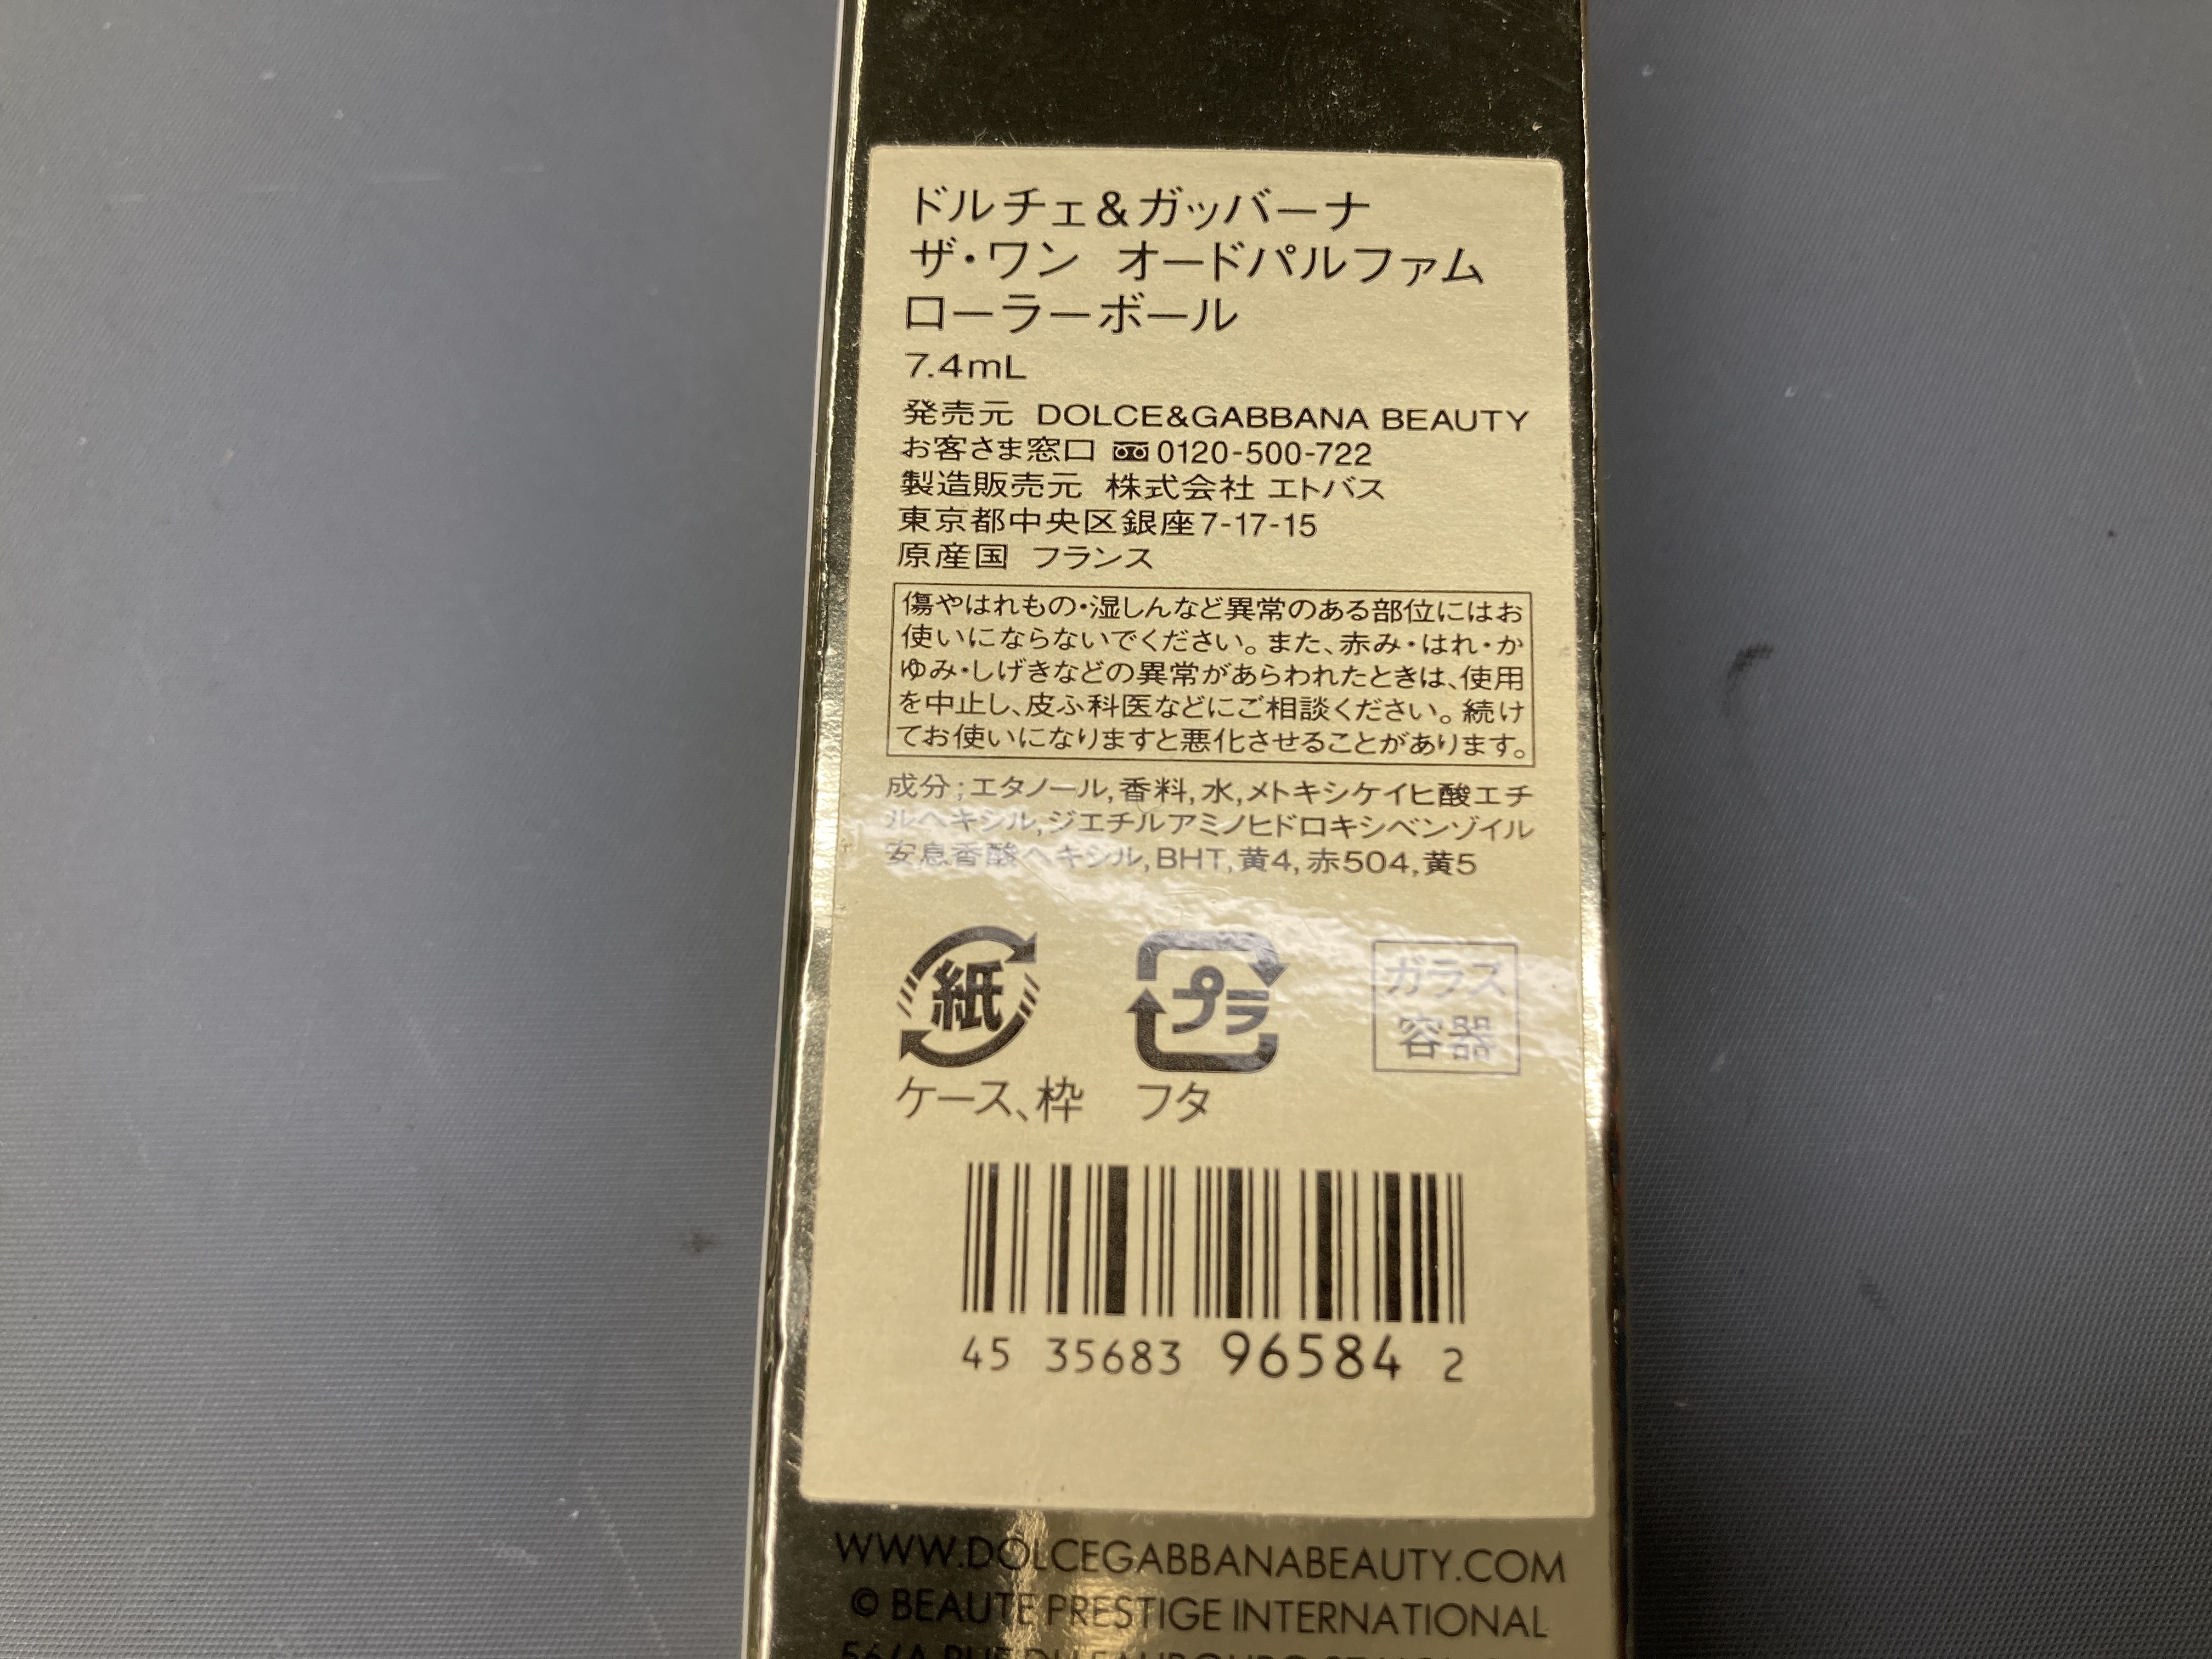 ドルチェ&ガッバーナ
ザ・ワン オードパルファム
ローラーボール
7.4mL
発売元 DOLCE&GABBANA BEAUTY
お客さま窓口 0120-500-722
製造販売元 株式会社 エトバス
東京都中央区銀座7-17-15
原産国 フランス
傷やはれもの・湿しんなど異常のある部位にはお
使いにならないでください。また、赤み・はれ・か
ゆみ・しげきなどの異常があらわれたときは、使用
を中止し、皮ふ科医などにご相談ください。続け
てお使いになりますと悪化させることがあります。
成分;エタノール,香料,水,メトキシケイヒ酸エチ
ルヘキシル,ジエチルアミノヒドロキシベンゾイル
安息香酸ヘキシル,BHT,黄4,赤504,黄5
紙 プラ ガラス
容器
ケース、枠 フタ
45 35683 96584 2
WWW.DOLCEGABBANABEAUTY.COM
© BEAUTE PRESTIGE INTERNATIONAL